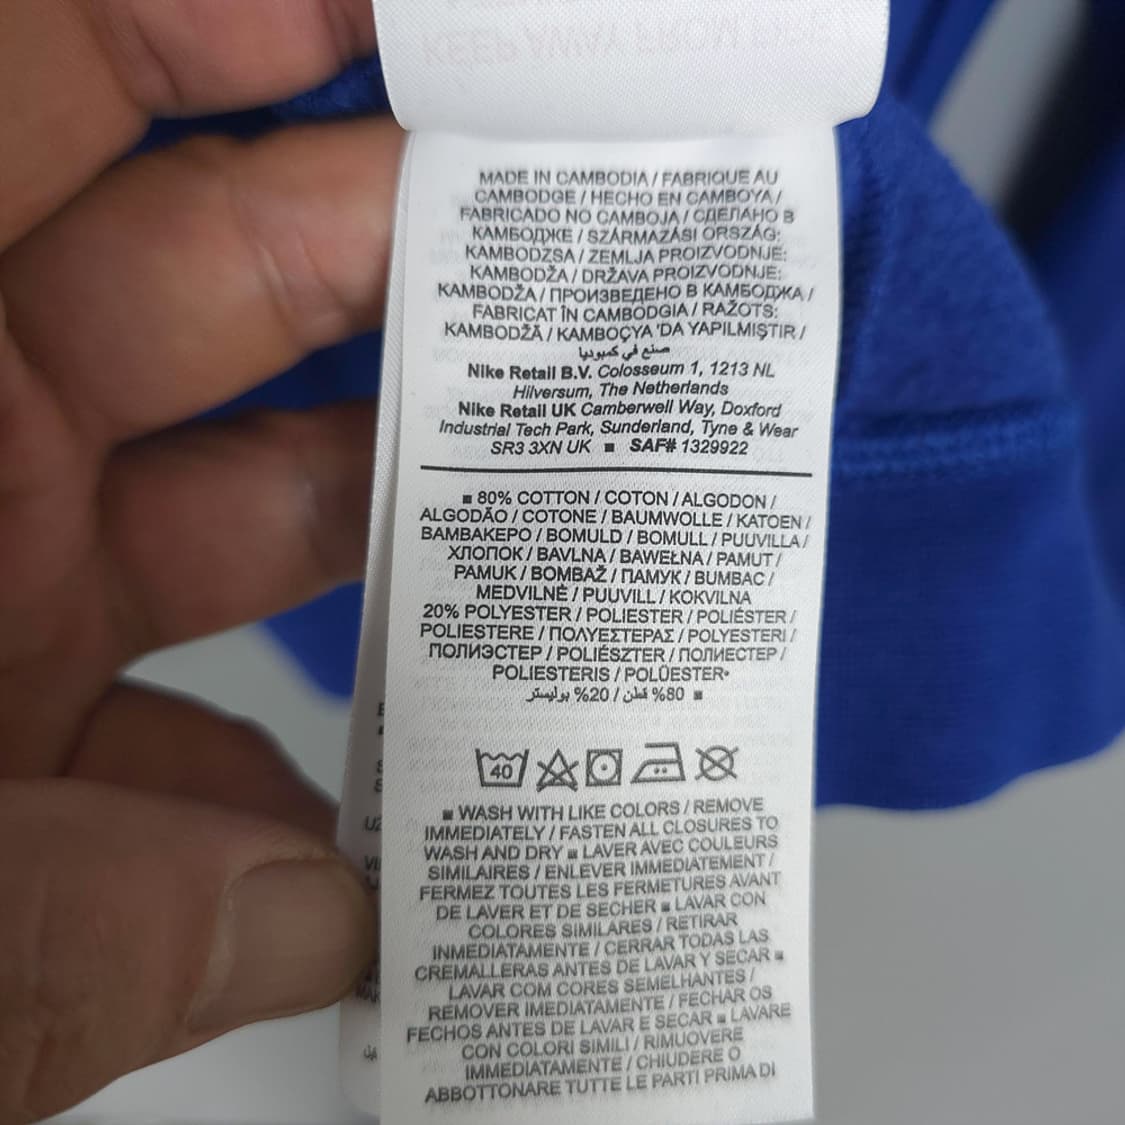 KEEP AWAY FROM FIRE
MADE IN CAMBODIA / FABRIQUE AU
CAMBODGE / HECHO EN CAMBOYA /
FABRICADO NO CAMBOJA / СДЕЛАНО В
КАМБОДЖЕ / SZÁRMAZÁSI ORSZÁG:
KAMBODZSA / ZEMLJA PROIZVODNJE:
KAMBODŽA / DRŽAVA PROIZVODNJE:
KAMBODŽA / ПРОИЗВЕДЕНО В КАМБОДЖА /
FABRICAT ÎN CAMBODGIA / RAŽOTS:
KAMBODŽĀ / KAMBOÇYA 'DA YAPILMIŞTIR /
صنع في كمبوديا
Nike Retail B.V. Colosseum 1, 1213 NL
Hilversum, The Netherlands
Nike Retail UK Camberwell Way, Doxford
Industrial Tech Park, Sunderland, Tyne & Wear
SR3 3XN UK ■ SAF# 1329922
■ 80% COTTON / COTON / ALGODON /
ALGODÃO / COTONE / BAUMWOLLE / KATOEN /
ΒΑΜΒΑΚΕΡΟ / BOMULD / BOMULL / PUUVILLA /
ХЛОПОК / BAVLNA / BAWEŁNA / PAMUT /
PAMUK / BOMBAŽ / ПАМУК / BUMBAC /
MEDVILNĖ / PUUVILL / KOKVILNA
20% POLYESTER / POLIESTER / POLIÉSTER /
POLIESTERE / ΠΟΛΥΕΣΤΕΡΑΣ / POLYESTERI /
ПОЛИЭСТЕР / POLIÉSZTER / ПОЛИЕСТЕР /
POLIESTERIS / POLÜESTER•
■ 80% قطن / 20% بوليستر
40
■ WASH WITH LIKE COLORS / REMOVE
IMMEDIATELY / FASTEN ALL CLOSURES TO
WASH AND DRY ■ LAVER AVEC COULEURS
SIMILAIRES / ENLEVER IMMEDIATEMENT /
FERMEZ TOUTES LES FERMETURES AVANT
DE LAVER ET DE SECHER ■ LAVAR CON
COLORES SIMILARES / RETIRAR
INMEDIATAMENTE / CERRAR TODAS LAS
CREMALLERAS ANTES DE LAVAR Y SECAR ■
LAVAR COM CORES SEMELHANTES /
REMOVER IMEDIATAMENTE / FECHAR OS
FECHOS ANTES DE LAVAR E SECAR ■ LAVARE
CON COLORI SIMILI / RIMUOVERE
IMMEDIATAMENTE / CHIUDERE O
ABBOTTONARE TUTTE LE PARTI PRIMA DI